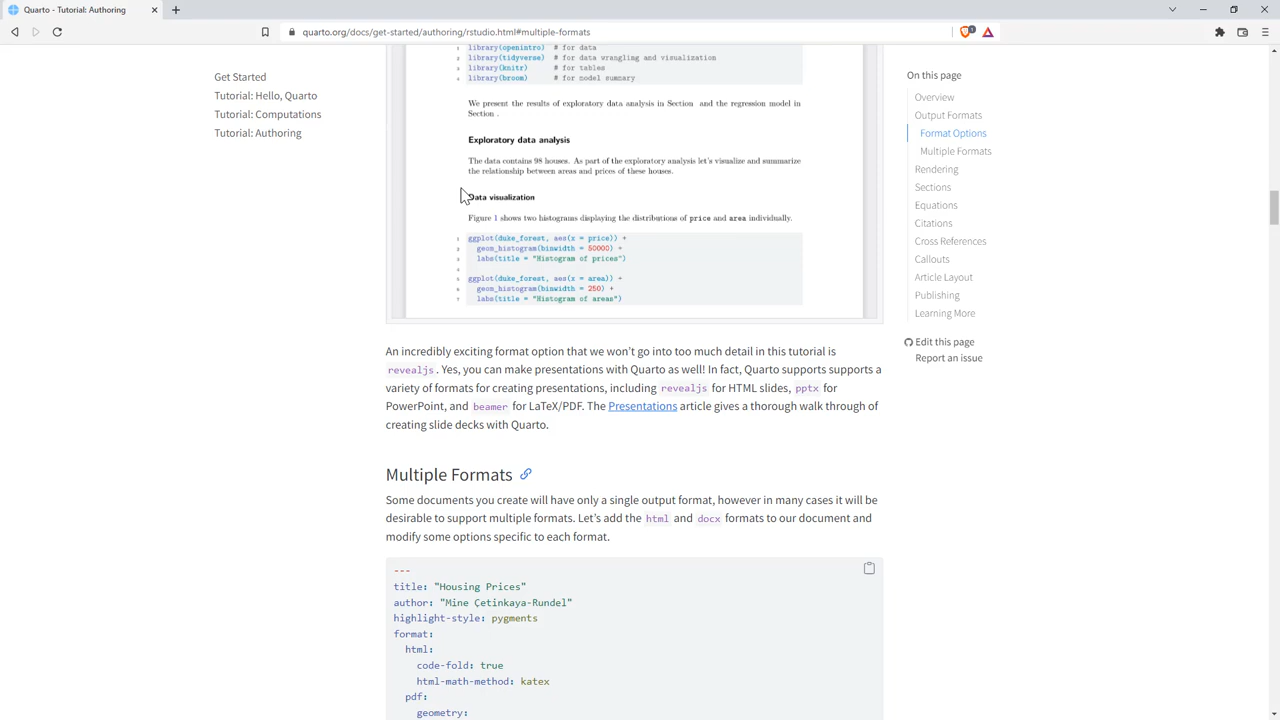 Quarto - Tutorial: Authoring
quarto.org/docs/get-started/authoring/rstudio.html#multiple-formats
Get Started
Tutorial: Hello, Quarto
Tutorial: Computations
Tutorial: Authoring
1 library(openintro) # for data
2 library(tidyverse) # for data wrangling and visualization
3 library(knitr) # for tables
4 library(broom) # for model summary
We present the results of exploratory data analysis in Section and the regression model in
Section .
Exploratory data analysis
The data contains 98 houses. As part of the exploratory analysis let's visualize and summarize
the relationship between areas and prices of these houses.
Data visualization
Figure 1 shows two histograms displaying the distributions of price and area individually.
1 ggplot(duke_forest, aes(x = price)) +
2 geom_histogram(binwidth = 50000) +
3 labs(title = "Histogram of prices")
4
5 ggplot(duke_forest, aes(x = area)) +
6 geom_histogram(binwidth = 250) +
7 labs(title = "Histogram of areas")
An incredibly exciting format option that we won't go into too much detail in this tutorial is
revealjs. Yes, you can make presentations with Quarto as well! In fact, Quarto supports supports a
variety of formats for creating presentations, including revealjs for HTML slides, pptx for
PowerPoint, and beamer for LaTeX/PDF. The Presentations article gives a thorough walk through of
creating slide decks with Quarto.
Multiple Formats
Some documents you create will have only a single output format, however in many cases it will be
desirable to support multiple formats. Let's add the html and docx formats to our document and
modify some options specific to each format.
---
title: "Housing Prices"
author: "Mine Çetinkaya-Rundel"
highlight-style: pygments
format:
html:
code-fold: true
html-math-method: katex
pdf:
geometry:
On this page
Overview
Output Formats
Format Options
Multiple Formats
Rendering
Sections
Equations
Citations
Cross References
Callouts
Article Layout
Publishing
Learning More
Edit this page
Report an issue